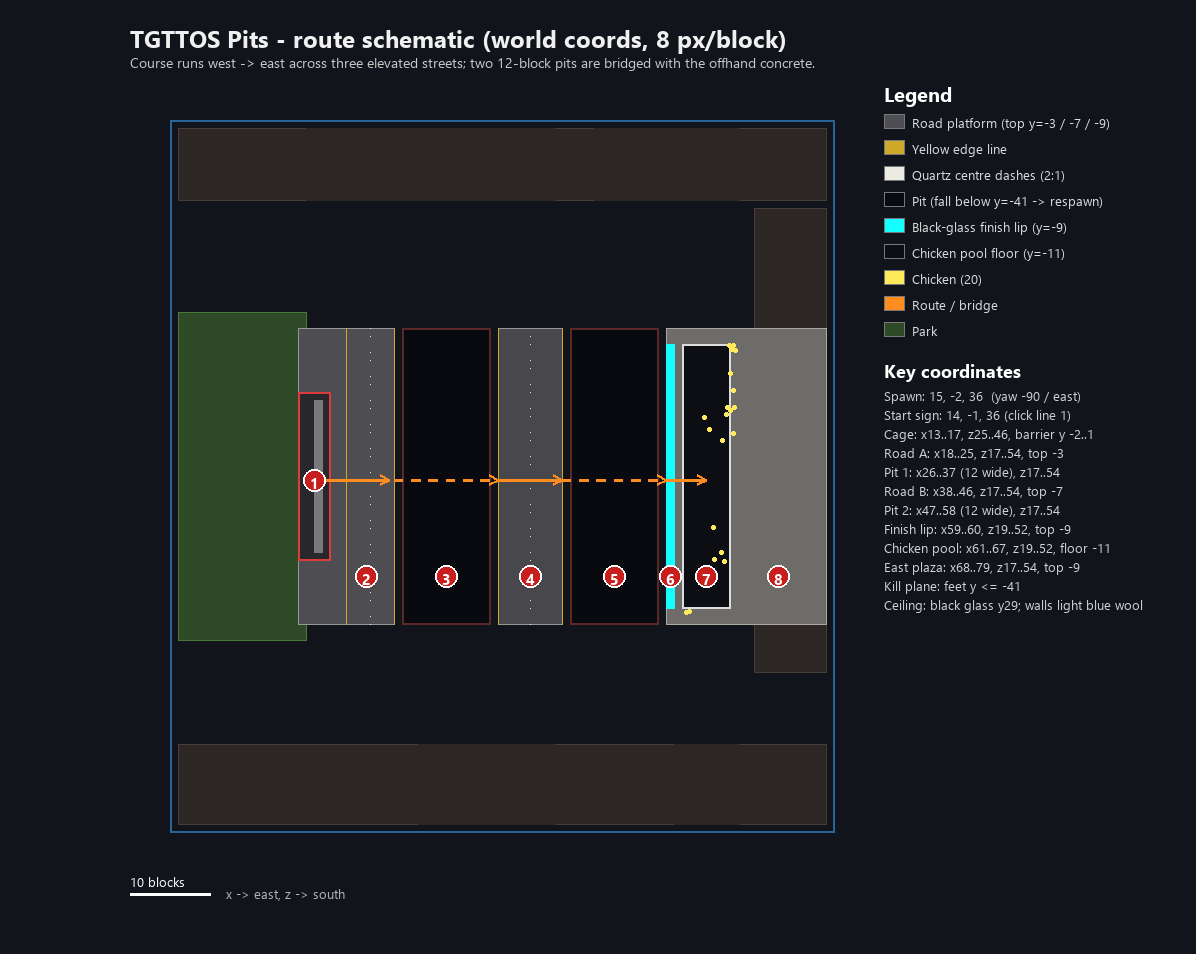 TGTTOS Pits - route schematic (world coords, 8 px/block)
Course runs west -> east across three elevated streets; two 12-block pits are bridged with the offhand concrete.
Legend
Road platform (top y=-3 / -7 / -9)
Yellow edge line
Quartz centre dashes (2:1)
Pit (fall below y=-41 -> respawn)
Black-glass finish lip (y=-9)
Chicken pool floor (y=-11)
Chicken (20)
Route / bridge
Park
Key coordinates
Spawn: 15, -2, 36 (yaw -90 / east)
Start sign: 14, -1, 36 (click line 1)
Cage: x13..17, z25..46, barrier y -2..1
Road A: x18..25, z17..54, top -3
Pit 1: x26..37 (12 wide), z17..54
Road B: x38..46, z17..54, top -7
Pit 2: x47..58 (12 wide), z17..54
Finish lip: x59..60, z19..52, top -9
Chicken pool: x61..67, z19..52, floor -11
East plaza: x68..79, z17..54, top -9
Kill plane: feet y <= -41
Ceiling: black glass y29; walls light blue wool
1
2
3
4
5
6
7
8
10 blocks
x -> east, z -> south